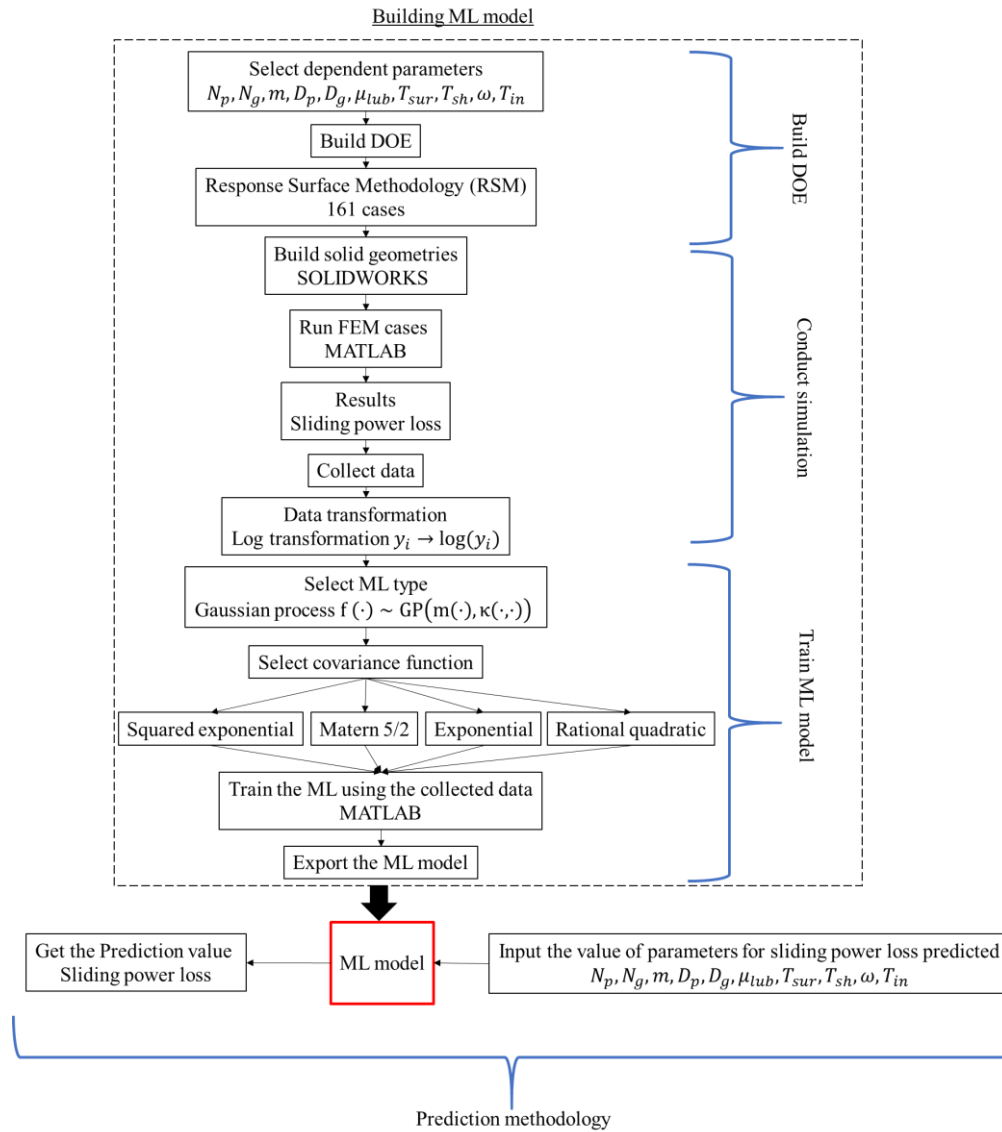 Building ML model
Select dependent parameters
N_p, N_g, m, D_p, D_g, μ_lub, T_sur, T_sh, ω, T_in
Build DOE
Response Surface Methodology (RSM)
161 cases
Build DOE
Build solid geometries
SOLIDWORKS
Run FEM cases
MATLAB
Results
Sliding power loss
Collect data
Data transformation
Log transformation y_i → log(y_i)
Conduct simulation
Select ML type
Gaussian process f (·) ~ GP(m(·), κ(·,·))
Select covariance function
Squared exponential
Matern 5/2
Exponential
Rational quadratic
Train the ML using the collected data
MATLAB
Export the ML model
Train ML model
Get the Prediction value
Sliding power loss
ML model
Input the value of parameters for sliding power loss predicted
N_p, N_g, m, D_p, D_g, μ_lub, T_sur, T_sh, ω, T_in
Prediction methodology